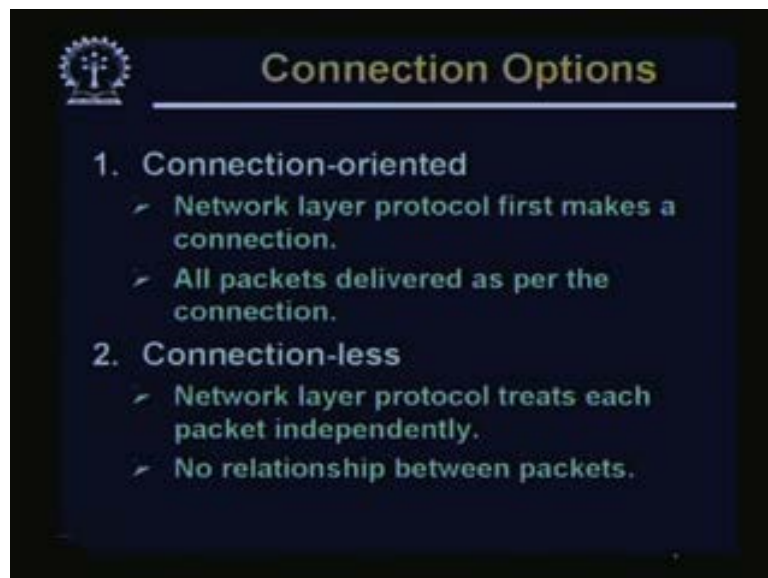 Connection Options
1. Connection-oriented
➢ Network layer protocol first makes a
connection.
➢ All packets delivered as per the
connection.
2. Connection-less
➢ Network layer protocol treats each
packet independently.
➢ No relationship between packets.